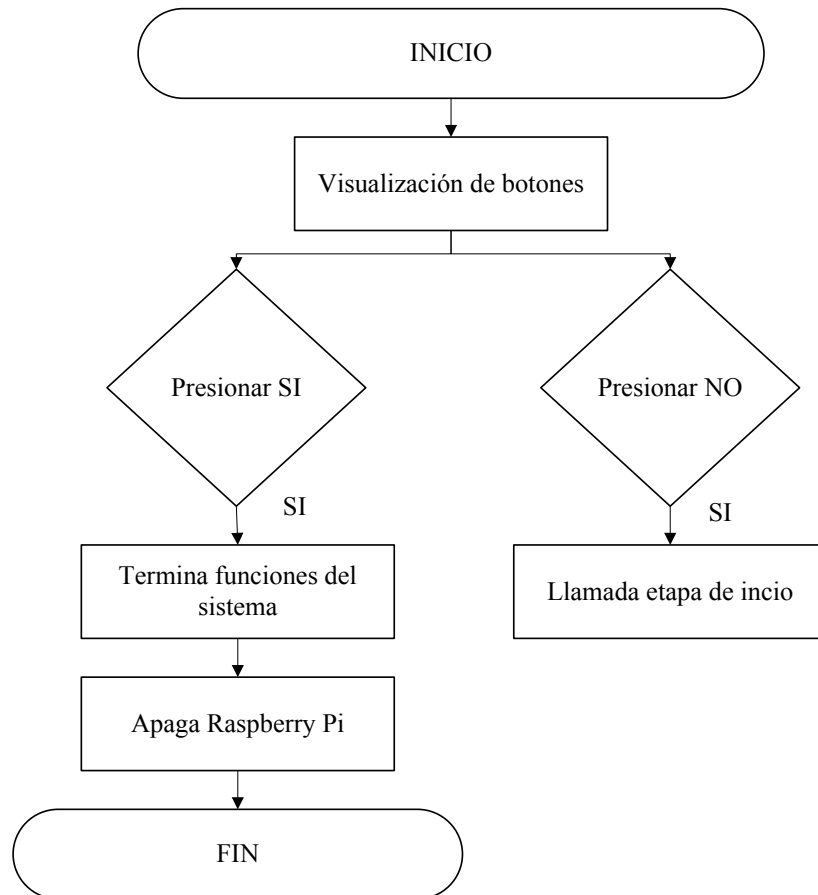 INICIO
Visualización de botones
Presionar SI
Presionar NO
SI
SI
Termina funciones del
sistema
Llamada etapa de incio
Apaga Raspberry Pi
FIN